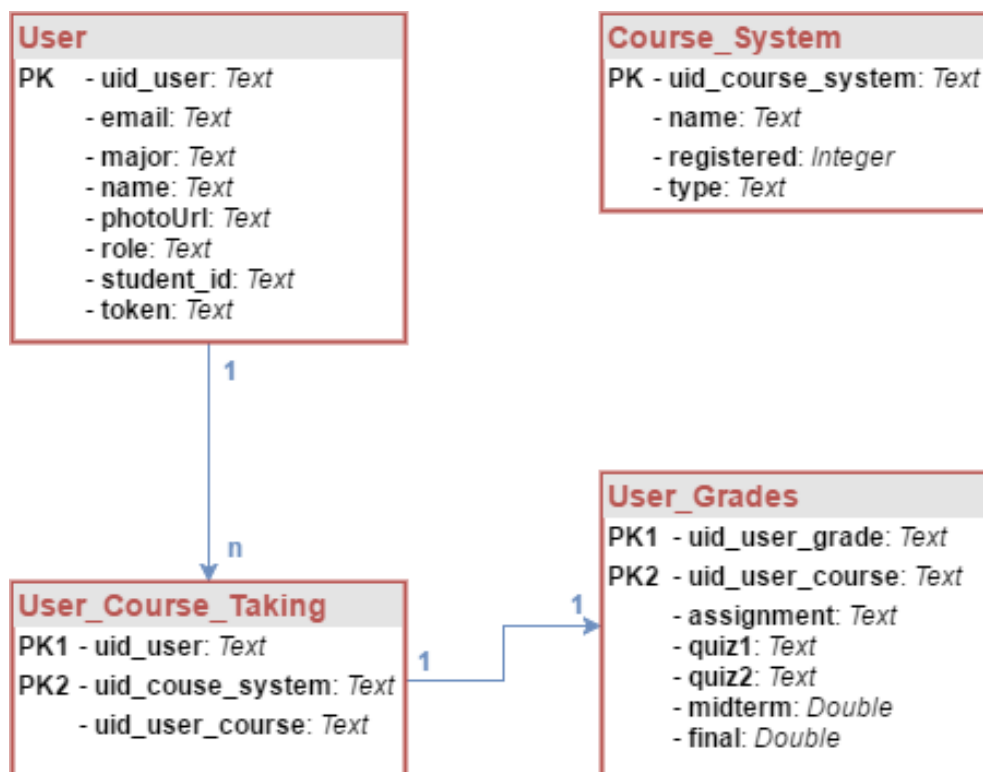 User
PK - uid_user: Text
- email: Text
- major: Text
- name: Text
- photoUrl: Text
- role: Text
- student_id: Text
- token: Text
Course_System
PK - uid_course_system: Text
- name: Text
- registered: Integer
- type: Text
1
n
User_Course_Taking
PK1 - uid_user: Text
PK2 - uid_couse_system: Text
- uid_user_course: Text
1
1
User_Grades
PK1 - uid_user_grade: Text
PK2 - uid_user_course: Text
- assignment: Text
- quiz1: Text
- quiz2: Text
- midterm: Double
- final: Double